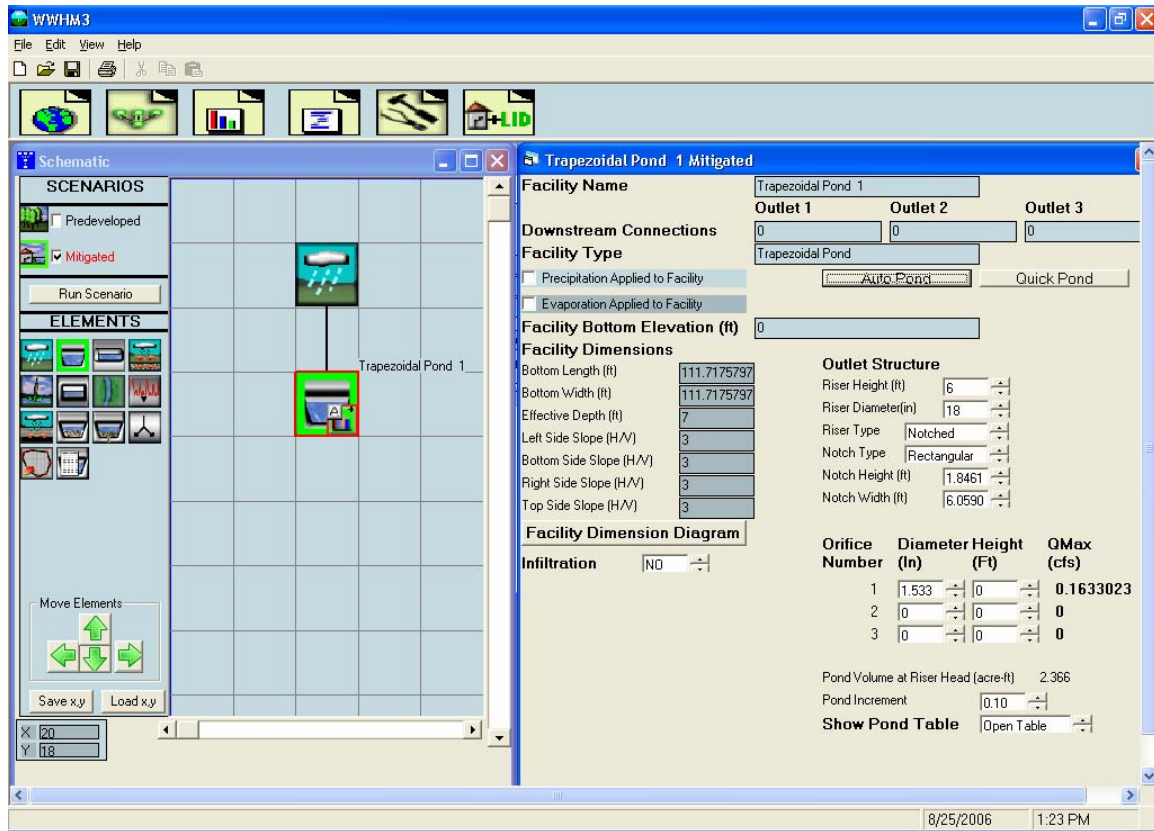 WWHM3
File Edit View Help
+LID
Schematic
SCENARIOS
Predeveloped
Mitigated
Run Scenario
ELEMENTS
Move Elements
Save x,y Load x,y
X 20
Y 18
Trapezoidal Pond 1
A
Trapezoidal Pond 1 Mitigated
Facility Name Trapezoidal Pond 1
Outlet 1 Outlet 2 Outlet 3
Downstream Connections 0 0 0
Facility Type Trapezoidal Pond
Precipitation Applied to Facility Auto Pond Quick Pond
Evaporation Applied to Facility
Facility Bottom Elevation (ft) 0
Facility Dimensions
Bottom Length (ft) 111.7175797
Bottom Width (ft) 111.7175797
Effective Depth (ft) 7
Left Side Slope (H/V) 3
Bottom Side Slope (H/V) 3
Right Side Slope (H/V) 3
Top Side Slope (H/V) 3
Facility Dimension Diagram
Infiltration NO
Outlet Structure
Riser Height (ft) 6
Riser Diameter(in) 18
Riser Type Notched
Notch Type Rectangular
Notch Height (ft) 1.8461
Notch Width (ft) 6.0590
Orifice Diameter Height QMax
Number (In) (Ft) (cfs)
1 1.533 0 0.1633023
2 0 0 0
3 0 0 0
Pond Volume at Riser Head (acre-ft) 2.366
Pond Increment 0.10
Show Pond Table Open Table
8/25/2006 1:23 PM